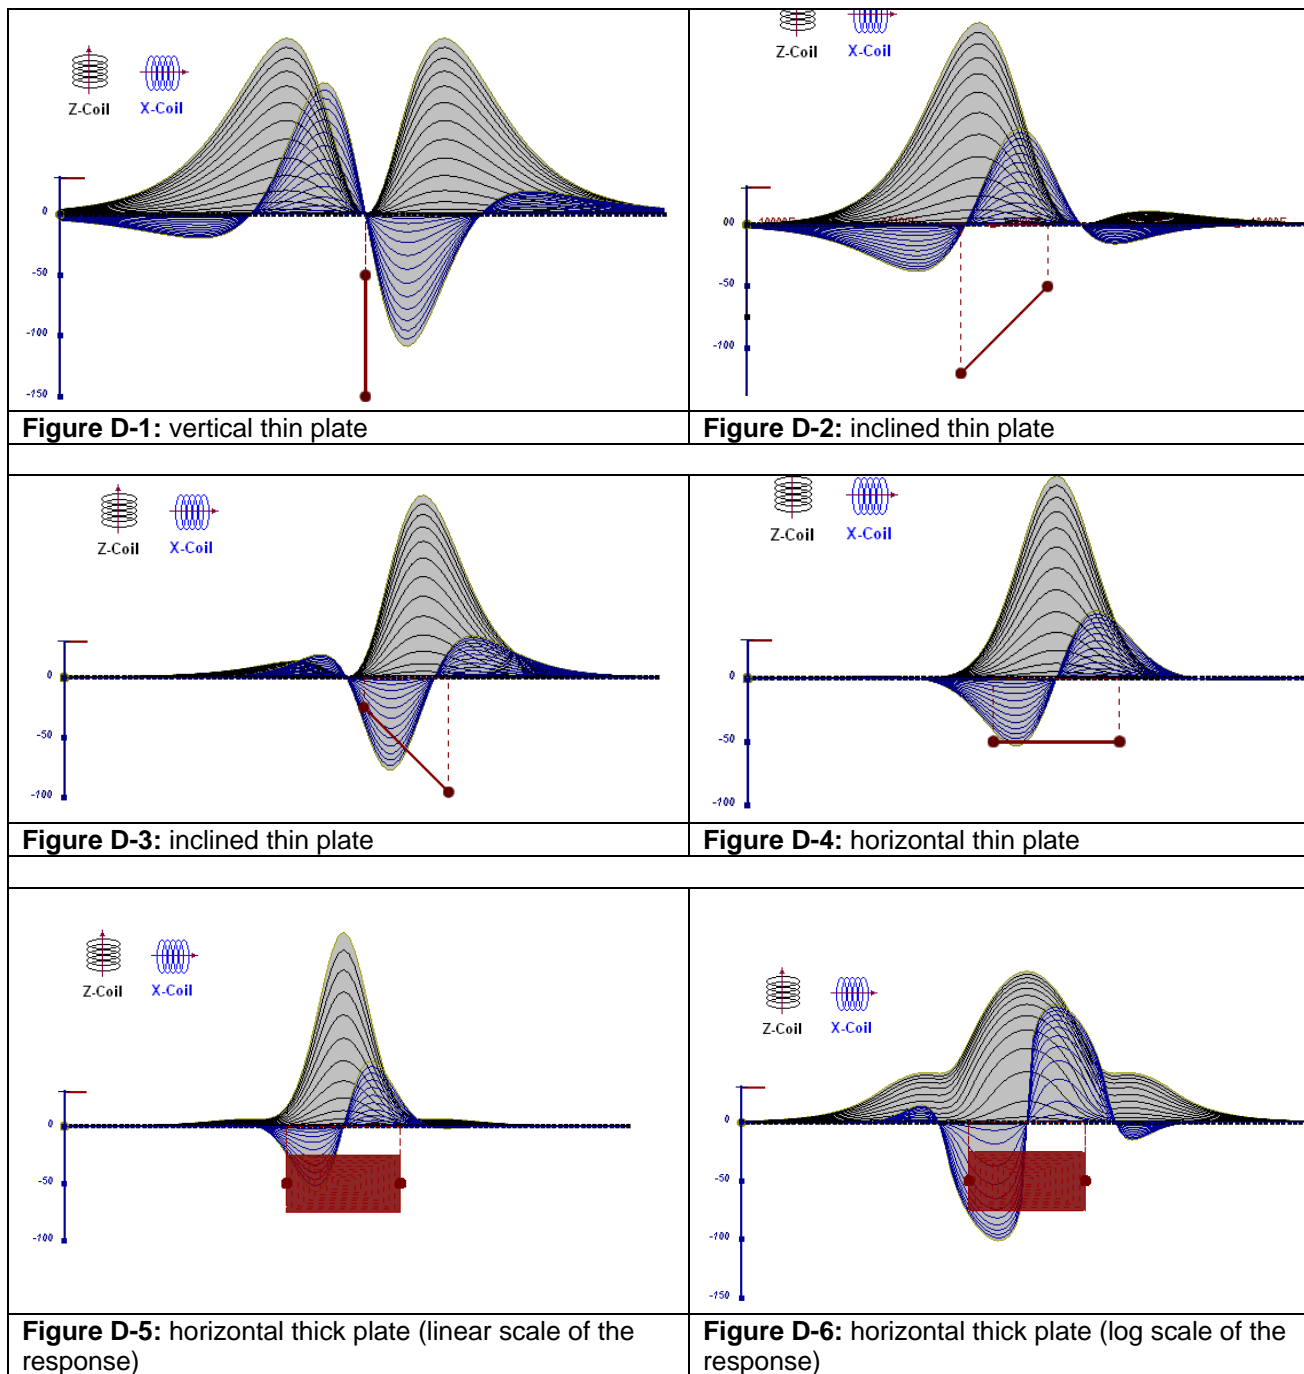 Z-Coil X-Coil
0
-50
-100
-150
Figure D-1: vertical thin plate
Z-Coil X-Coil
00
-50
-100
Figure D-2: inclined thin plate
Z-Coil X-Coil
0
-50
-100
Figure D-3: inclined thin plate
Z-Coil X-Coil
0
-50
-100
Figure D-4: horizontal thin plate
Z-Coil X-Coil
0
-50
-100
Figure D-5: horizontal thick plate (linear scale of the
response)
Z-Coil X-Coil
0
-50
-100
-150
Figure D-6: horizontal thick plate (log scale of the
response)